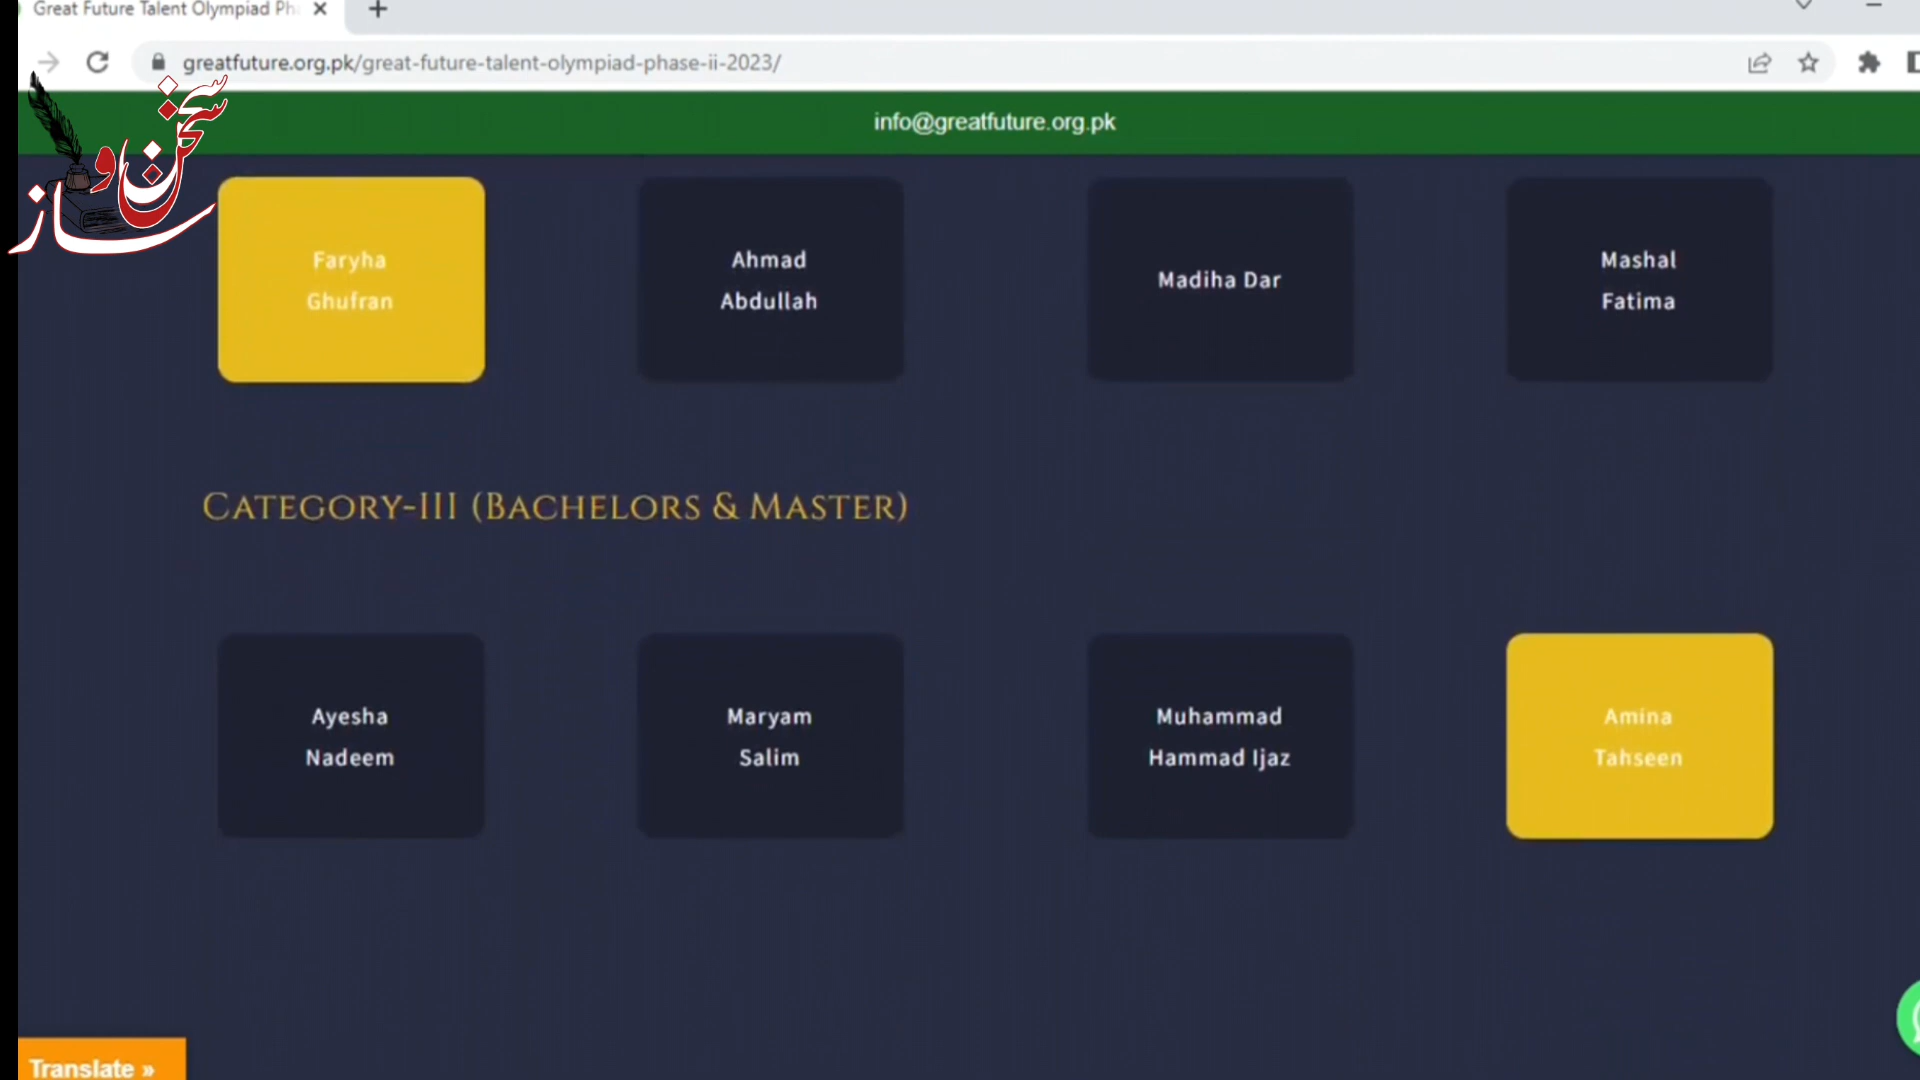 Great Future Talent Olympiad Ph
greatfuture.org.pk/great-future-talent-olympiad-phase-ii-2023/
info@greatfuture.org.pk
سخن و
ساز
Faryha
Ghufran
Ahmad
Abdullah
Madiha Dar
Mashal
Fatima
Category-III (Bachelors & Master)
Ayesha
Nadeem
Maryam
Salim
Muhammad
Hammad Ijaz
Amina
Tahseen
Translate »